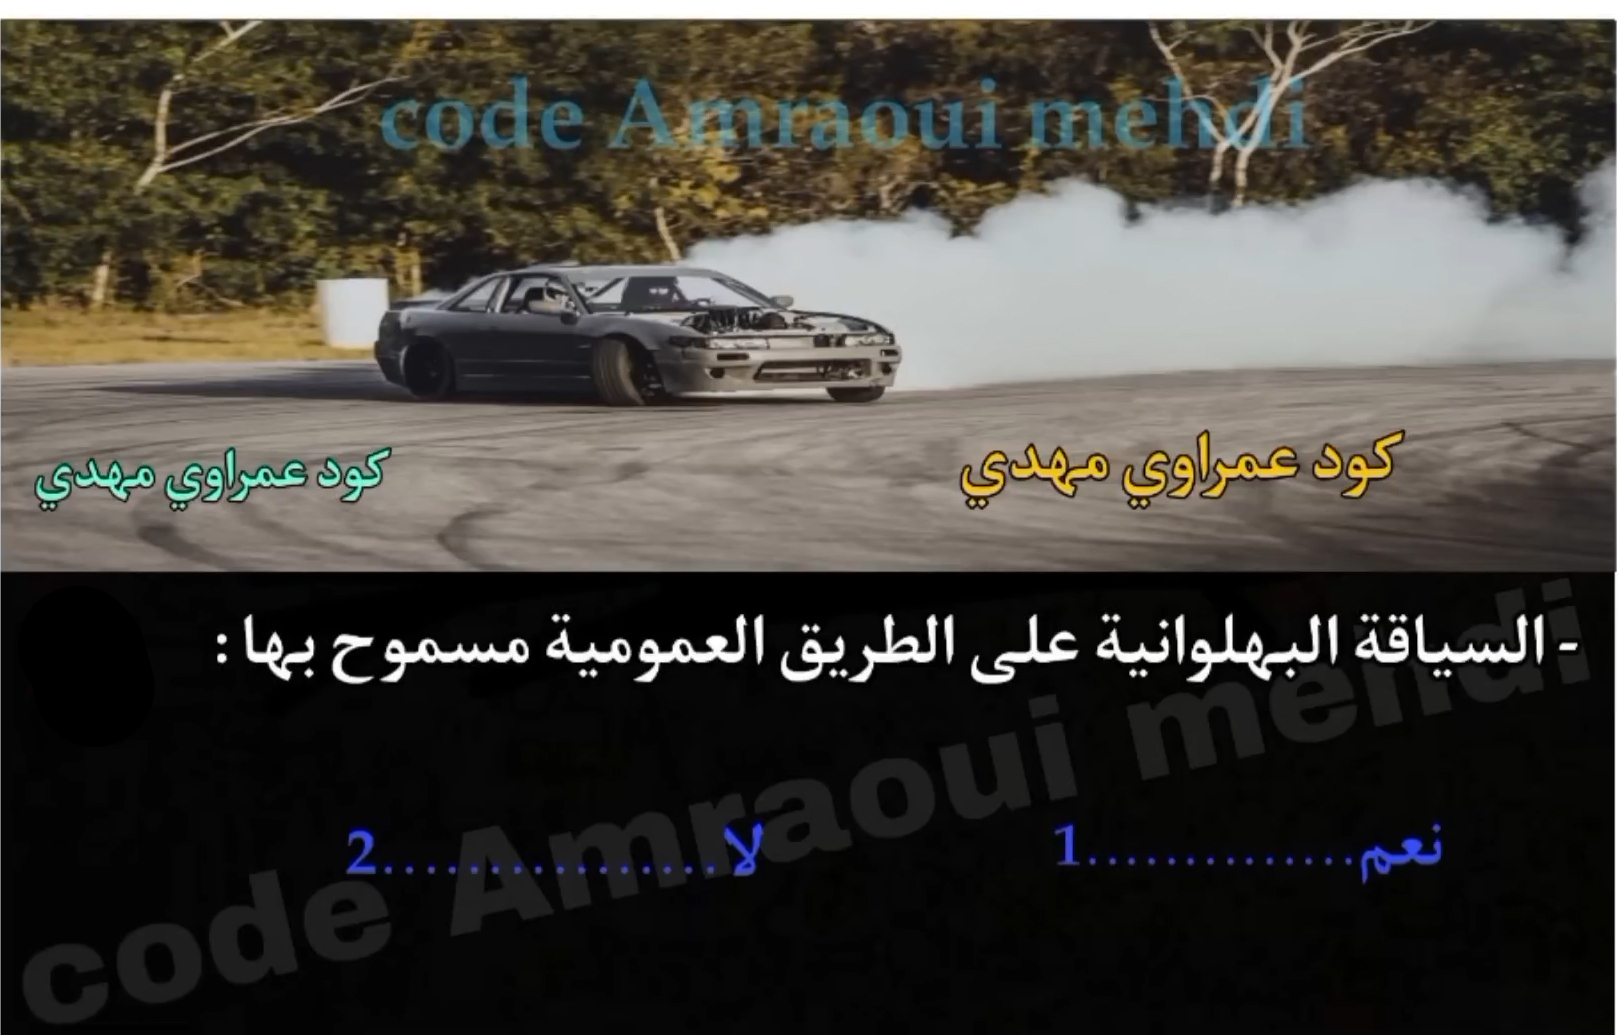 code Amraoui mehdi
كود عمراوي مهدي
كود عمراوي مهدي
- السياقة البهلوانية على الطريق العمومية مسموح بها :
نعم..............1 لا................2
code Amraoui mehdi